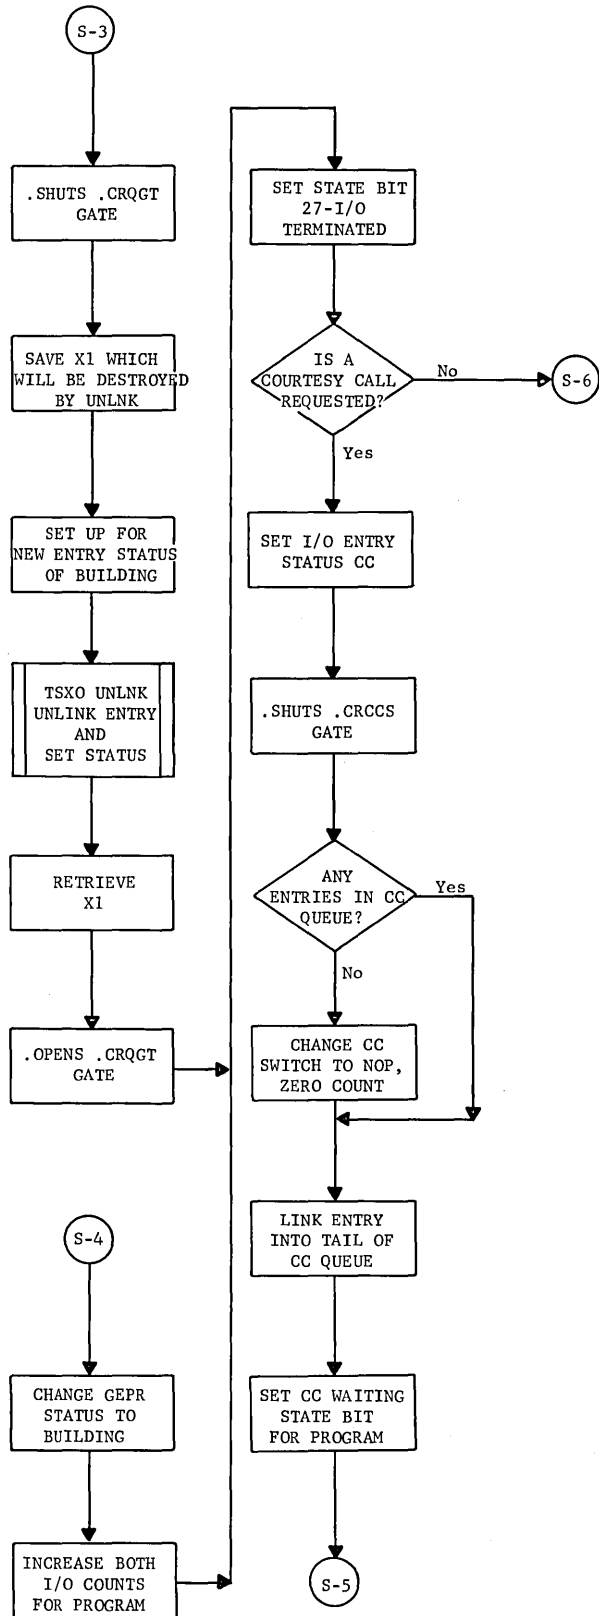 S-3
.SHUTS .CRQGT
GATE
SAVE X1 WHICH
WILL BE DESTROYED
BY UNLNK
SET UP FOR
NEW ENTRY STATUS
OF BUILDING
TSXO UNLNK
UNLINK ENTRY
AND
SET STATUS
RETRIEVE
X1
.OPENS .CRQGT
GATE
S-4
CHANGE GEPR
STATUS TO
BUILDING
INCREASE BOTH
I/O COUNTS
FOR PROGRAM
SET STATE BIT
27-I/O
TERMINATED
IS A
COURTESY CALL
REQUESTED?
No
S-6
Yes
SET I/O ENTRY
STATUS CC
.SHUTS .CRCCS
GATE
ANY
ENTRIES IN CC
QUEUE?
Yes
No
CHANGE CC
SWITCH TO NOP,
ZERO COUNT
LINK ENTRY
INTO TAIL OF
CC QUEUE
SET CC WAITING
STATE BIT
FOR PROGRAM
S-5